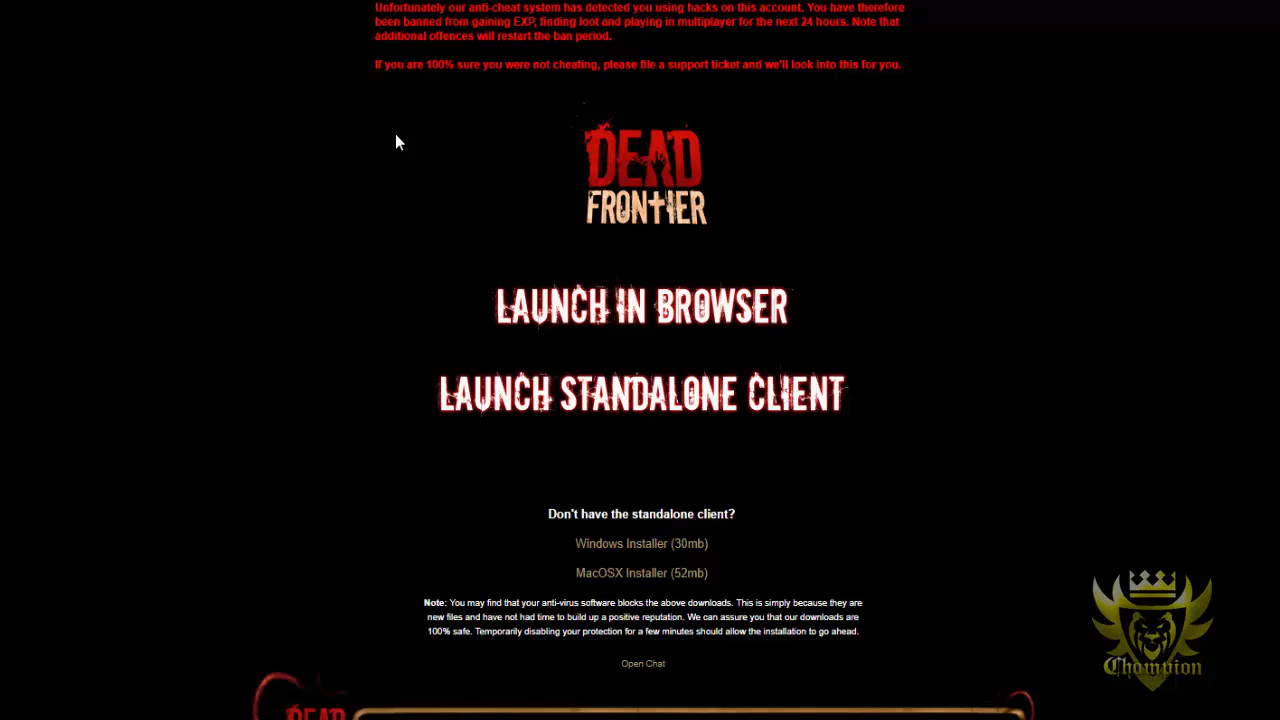 Unfortunately our anti-cheat system has detected you using hacks on this account. You have therefore
been banned from gaining EXP, finding loot and playing in multiplayer for the next 24 hours. Note that
additional offences will restart the ban period.
If you are 100% sure you were not cheating, please file a support ticket and we'll look into this for you.
DEAD
FRONTIER
LAUNCH IN BROWSER
LAUNCH STANDALONE CLIENT
Don't have the standalone client?
Windows Installer (30mb)
MacOSX Installer (52mb)
Note: You may find that your anti-virus software blocks the above downloads. This is simply because they are
new files and have not had time to build up a positive reputation. We can assure you that our downloads are
100% safe. Temporarily disabling your protection for a few minutes should allow the installation to go ahead.
Open Chat
Champion
DEAD